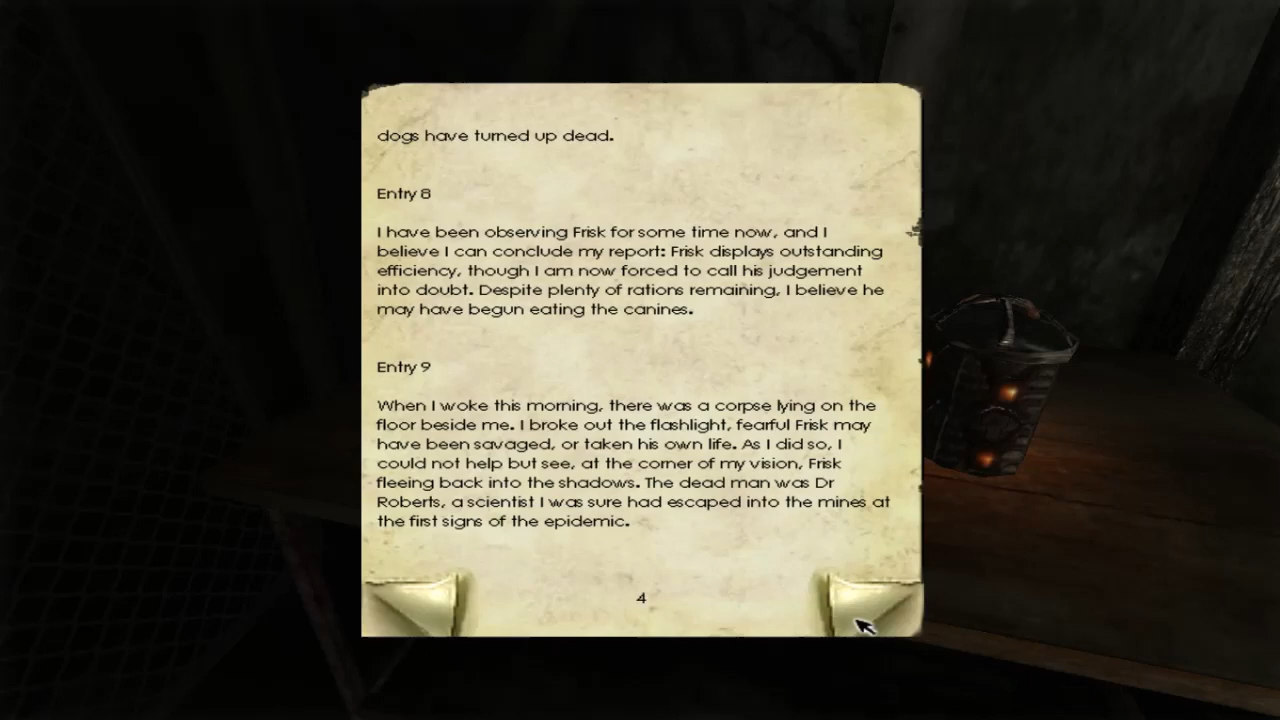 dogs have turned up dead.
Entry 8
I have been observing Frisk for some time now, and I
believe I can conclude my report: Frisk displays outstanding
efficiency, though I am now forced to call his judgement
into doubt. Despite plenty of rations remaining, I believe he
may have begun eating the canines.
Entry 9
When I woke this morning, there was a corpse lying on the
floor beside me. I broke out the flashlight, fearful Frisk may
have been savaged, or taken his own life. As I did so, I
could not help but see, at the corner of my vision, Frisk
fleeing back into the shadows. The dead man was Dr
Roberts, a scientist I was sure had escaped into the mines at
the first signs of the epidemic.
4